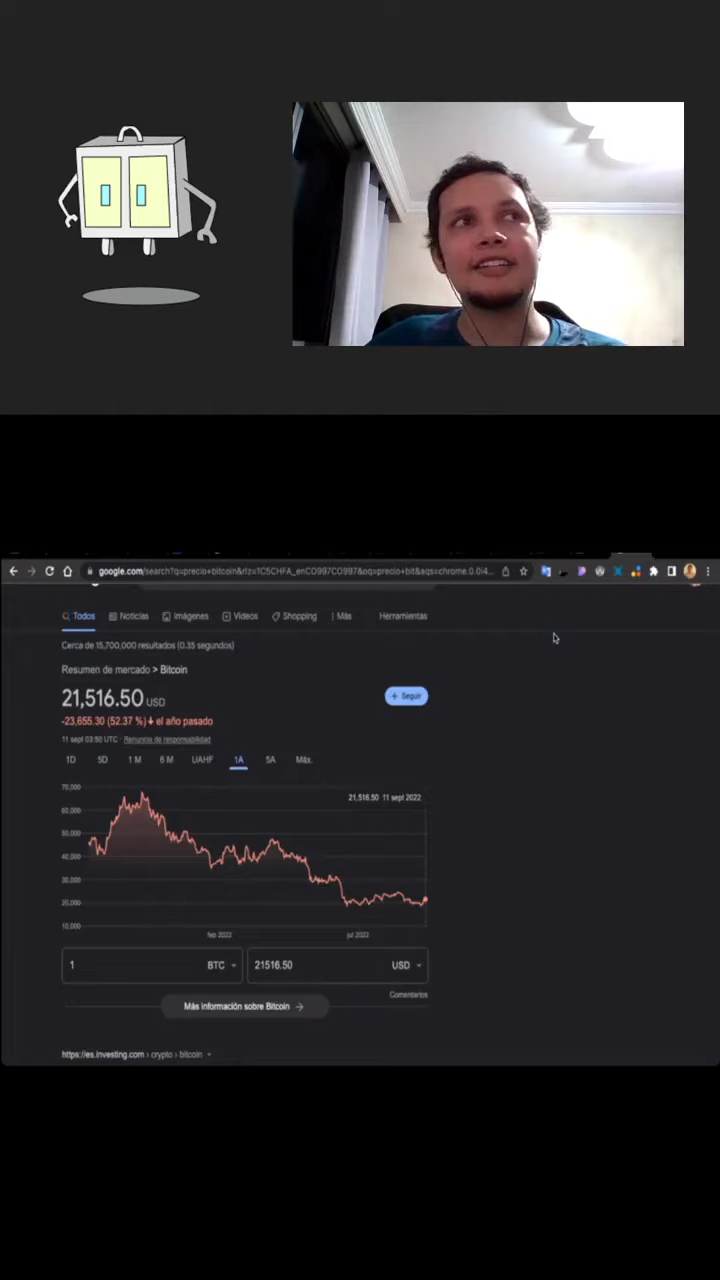 google.com/search?q=precio+bitcoin&rlz=1C5CHFA_enCO997CO997&oq=precio+bit&aqs=chrome.0.0i4...
Todos Noticias Imágenes Videos Shopping Más Herramientas
Cerca de 15,700,000 resultados (0.35 segundos)
Resumen de mercado > Bitcoin
21,516.50 USD
+ Seguir
-23,655.30 (52.37 %) el año pasado
11 sept 03:50 UTC · Renuncia de responsabilidad
1D 5D 1 M 6 M UAHF 1A 5A Máx.
70,000
21,516.50 11 sept 2022
60,000
50,000
40,000
30,000
20,000
10,000
feb 2022 jul 2022
1 BTC 21516.50 USD
Comentarios
Más información sobre Bitcoin →
https://es.investing.com › crypto › bitcoin